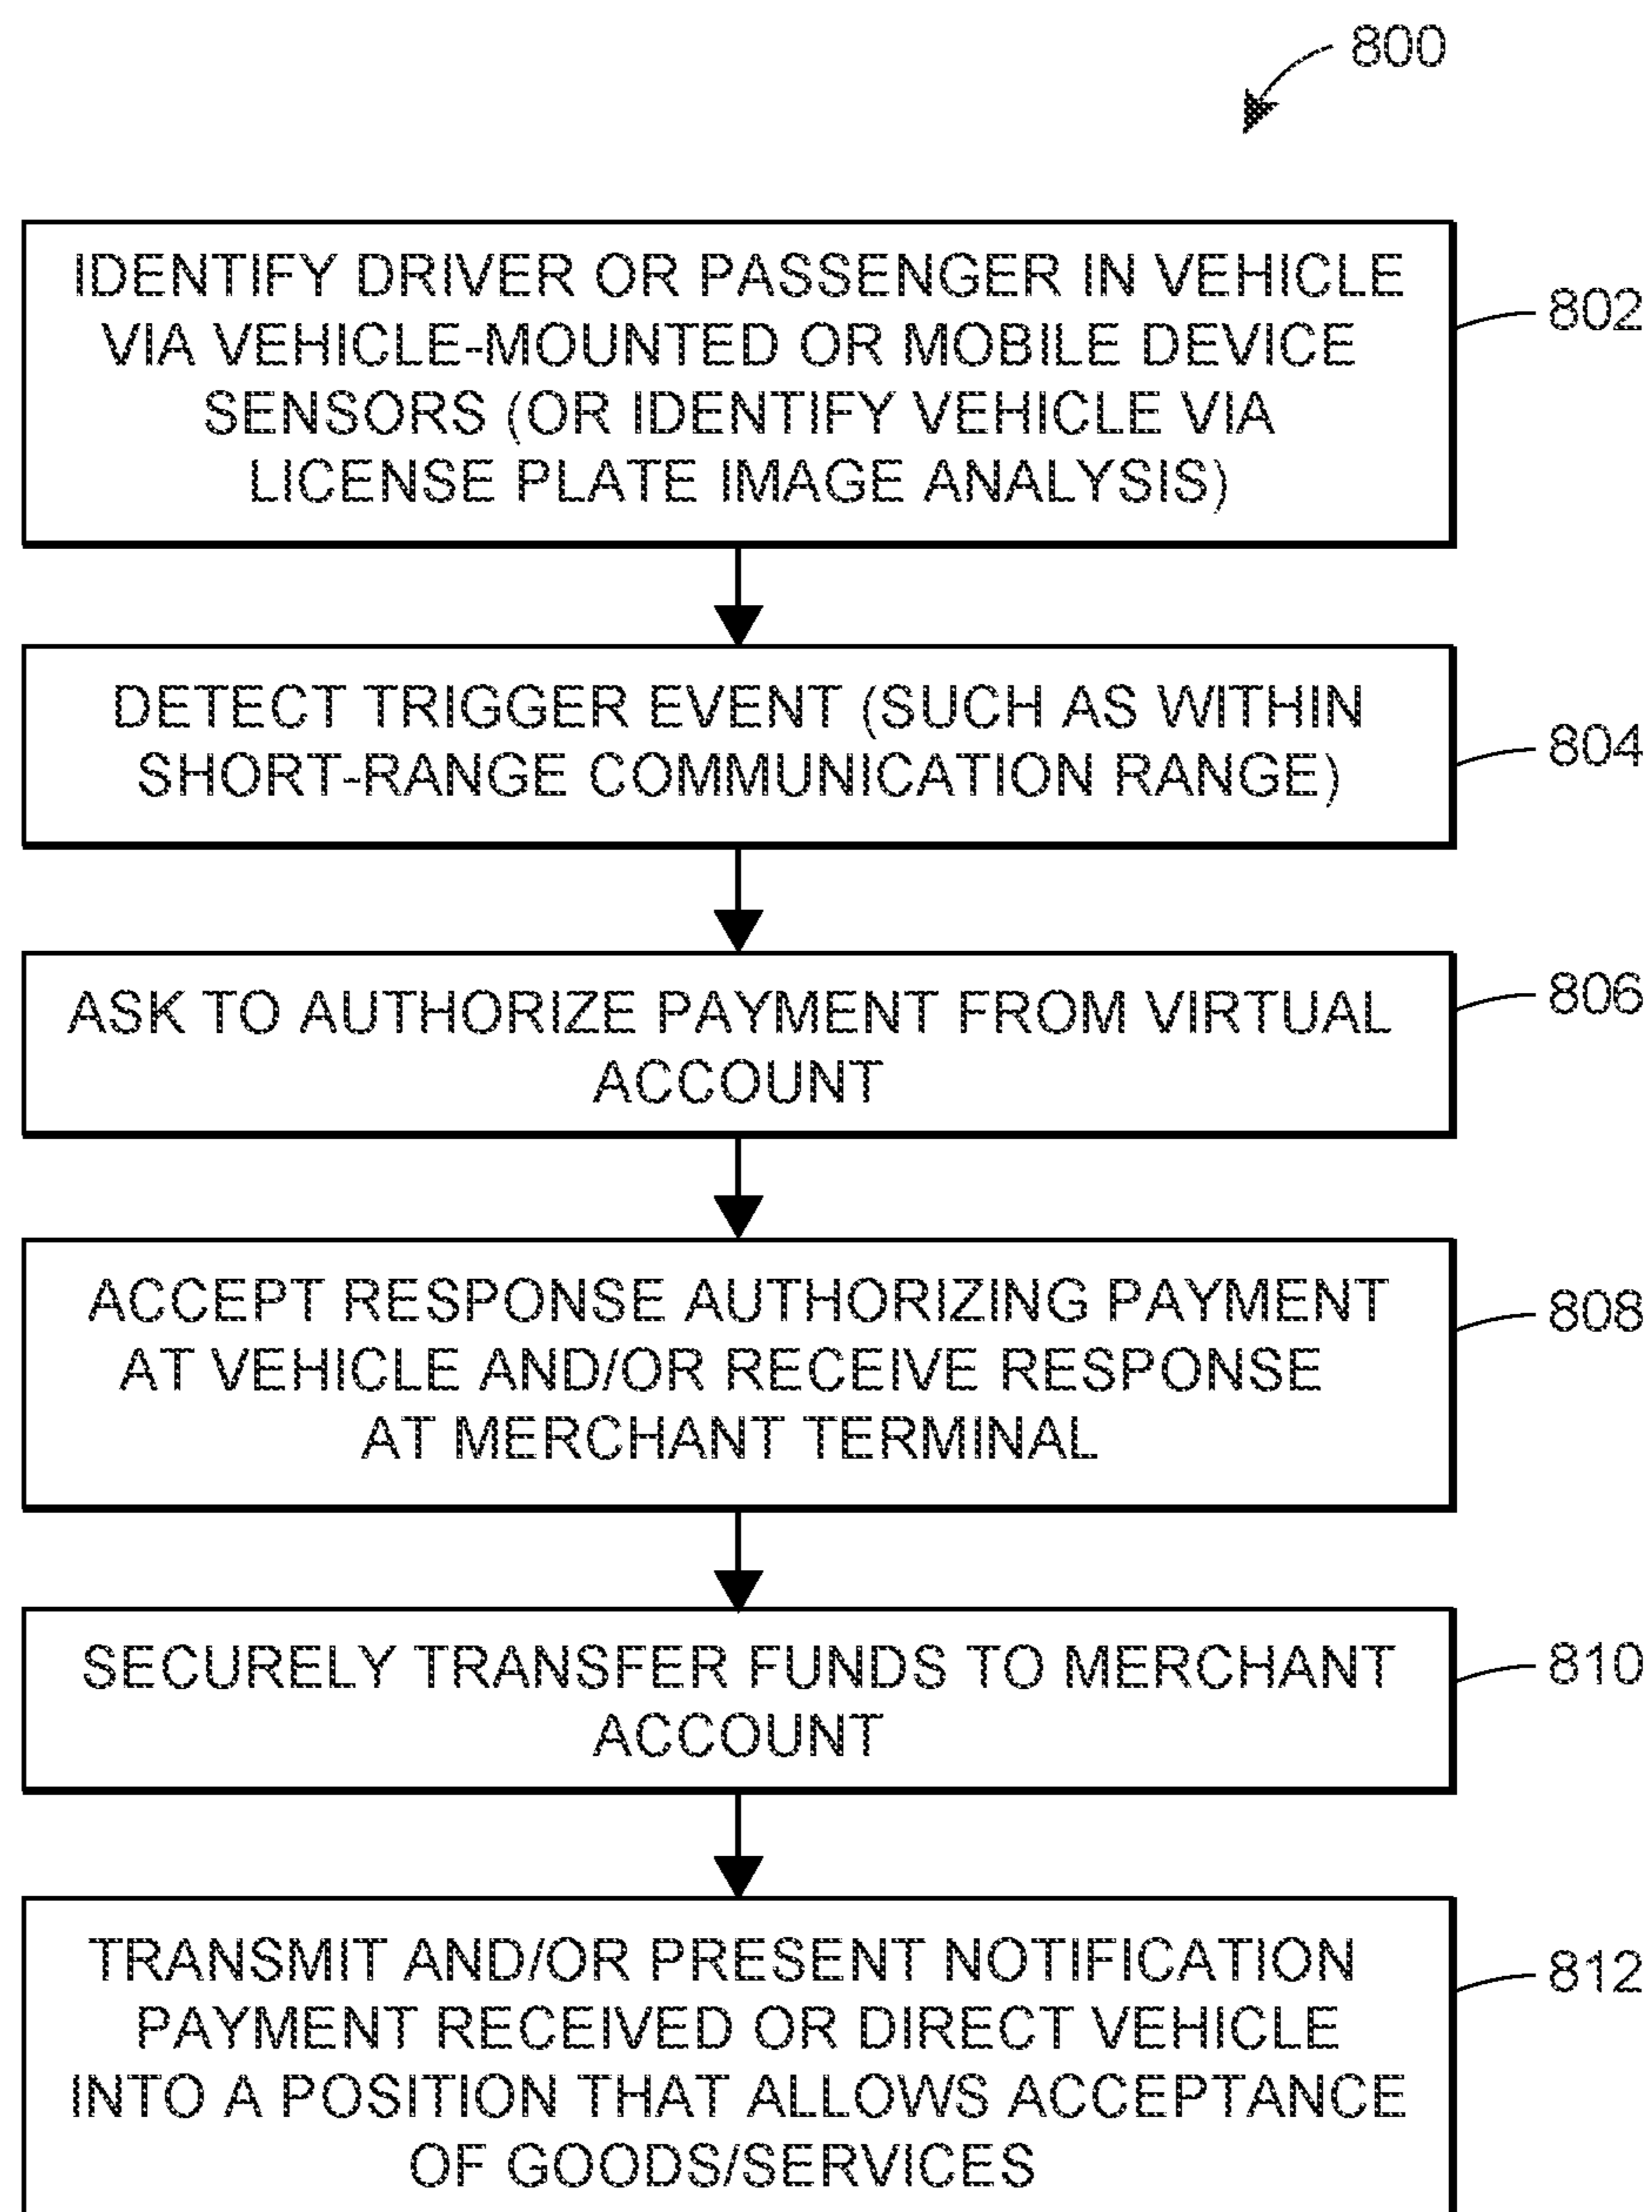 800
IDENTIFY DRIVER OR PASSENGER IN VEHICLE
VIA VEHICLE-MOUNTED OR MOBILE DEVICE
SENSORS (OR IDENTIFY VEHICLE VIA
LICENSE PLATE IMAGE ANALYSIS)
802
DETECT TRIGGER EVENT (SUCH AS WITHIN
SHORT-RANGE COMMUNICATION RANGE)
804
ASK TO AUTHORIZE PAYMENT FROM VIRTUAL
ACCOUNT
806
ACCEPT RESPONSE AUTHORIZING PAYMENT
AT VEHICLE AND/OR RECEIVE RESPONSE
AT MERCHANT TERMINAL
808
SECURELY TRANSFER FUNDS TO MERCHANT
ACCOUNT
810
TRANSMIT AND/OR PRESENT NOTIFICATION
PAYMENT RECEIVED OR DIRECT VEHICLE
INTO A POSITION THAT ALLOWS ACCEPTANCE
OF GOODS/SERVICES
812